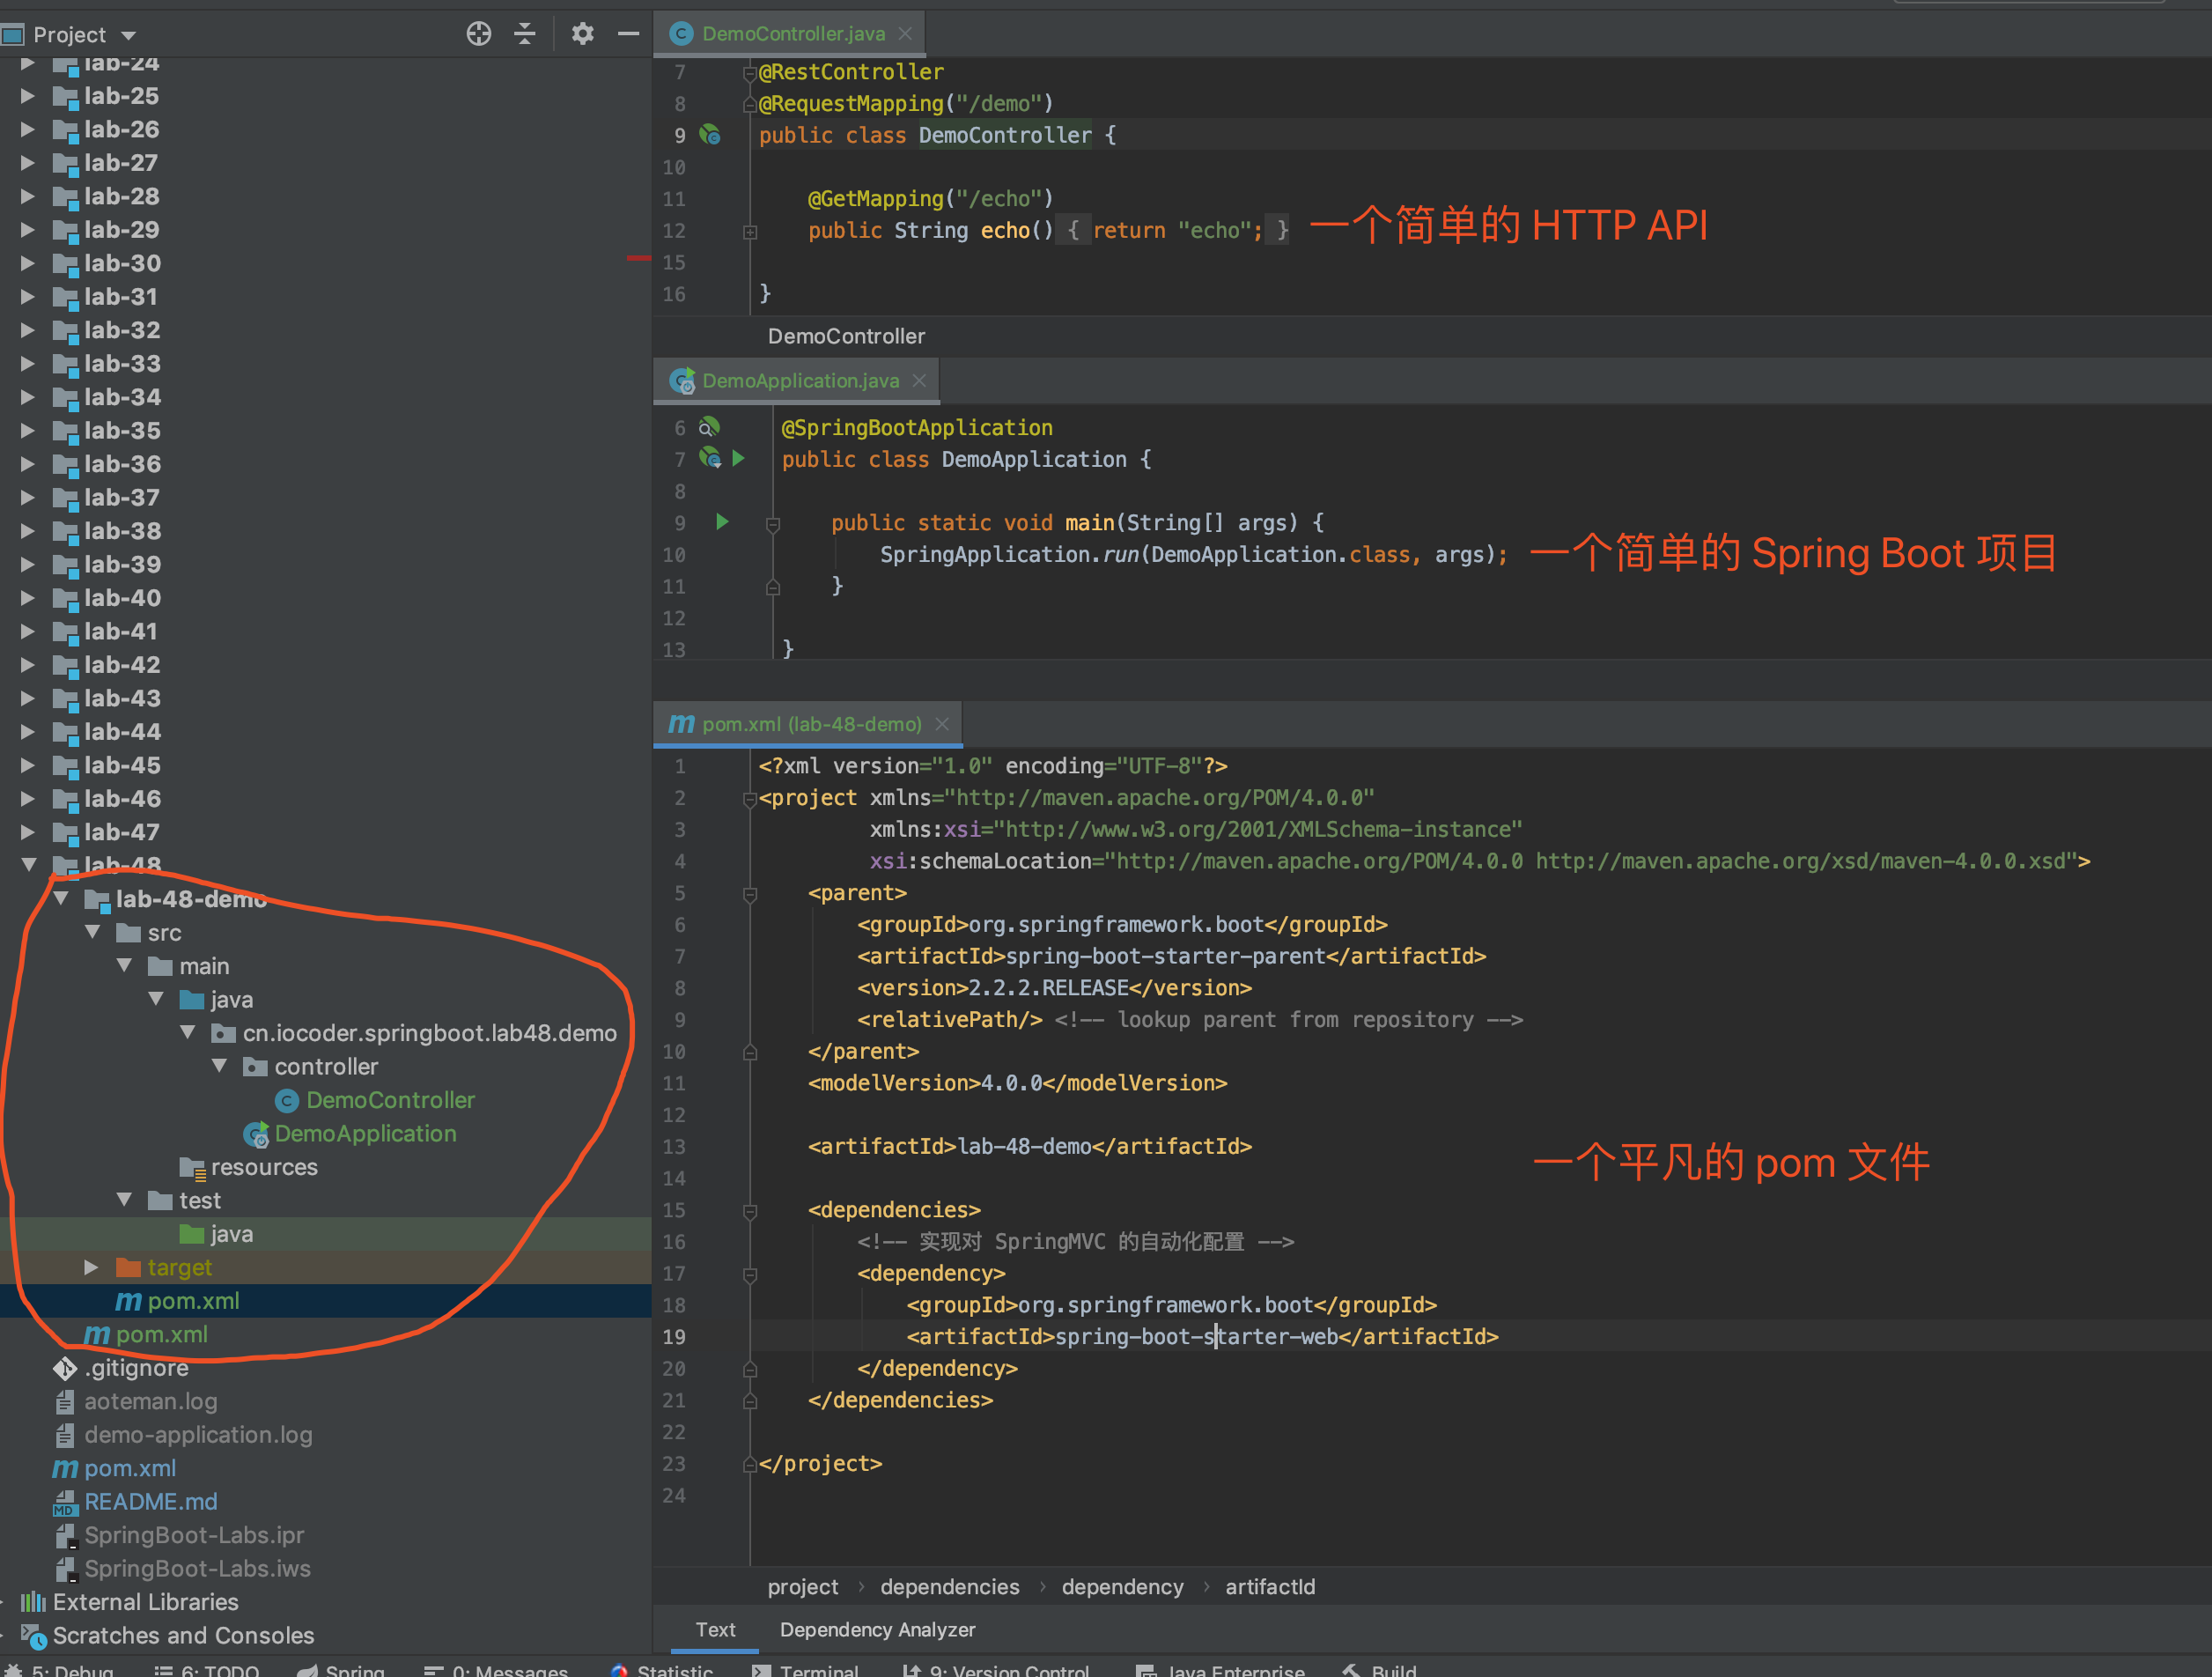 Project
lab-24
lab-25
lab-26
lab-27
lab-28
lab-29
lab-30
lab-31
lab-32
lab-33
lab-34
lab-35
lab-36
lab-37
lab-38
lab-39
lab-40
lab-41
lab-42
lab-43
lab-44
lab-45
lab-46
lab-47
lab-48
lab-48-demo
src
main
java
cn.iocoder.springboot.lab48.demo
controller
DemoController
DemoApplication
resources
test
java
target
pom.xml
pom.xml
.gitignore
aoteman.log
demo-application.log
pom.xml
README.md
SpringBoot-Labs.ipr
SpringBoot-Labs.iws
External Libraries
Scratches and Consoles
DemoController.java
7 @RestController
8 @RequestMapping("/demo")
9 public class DemoController {
10
11 @GetMapping("/echo")
12 public String echo() { return "echo"; } 一个简单的 HTTP API
15
16 }
DemoController
DemoApplication.java
6 @SpringBootApplication
7 public class DemoApplication {
8
9 public static void main(String[] args) {
10 SpringApplication.run(DemoApplication.class, args); 一个简单的 Spring Boot 项目
11 }
12
13 }
pom.xml (lab-48-demo)
1 <?xml version="1.0" encoding="UTF-8"?>
2 <project xmlns="http://maven.apache.org/POM/4.0.0"
3 xmlns:xsi="http://www.w3.org/2001/XMLSchema-instance"
4 xsi:schemaLocation="http://maven.apache.org/POM/4.0.0 http://maven.apache.org/xsd/maven-4.0.0.xsd">
5 <parent>
6 <groupId>org.springframework.boot</groupId>
7 <artifactId>spring-boot-starter-parent</artifactId>
8 <version>2.2.2.RELEASE</version>
9 <relativePath/> <!-- lookup parent from repository -->
10 </parent>
11 <modelVersion>4.0.0</modelVersion>
12
13 <artifactId>lab-48-demo</artifactId> 一个平凡的 pom 文件
14
15 <dependencies>
16 <!-- 实现对 SpringMVC 的自动化配置 -->
17 <dependency>
18 <groupId>org.springframework.boot</groupId>
19 <artifactId>spring-boot-starter-web</artifactId>
20 </dependency>
21 </dependencies>
22
23 </project>
24
project › dependencies › dependency › artifactId
Text Dependency Analyzer
5: Debug 6: TODO Spring 0: Messages Statistic Terminal 9: Version Control Java Enterprise Build